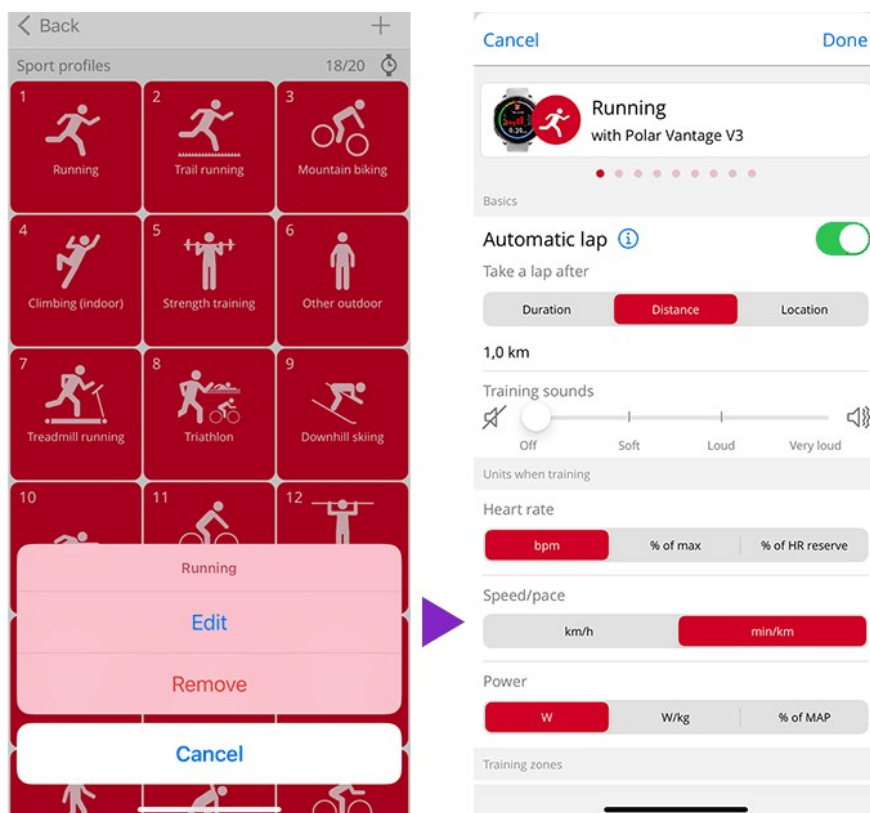 Back
Sport profiles 18/20
1 2 3
Running Trail running Mountain biking
4 5 6
Climbing (indoor) Strength training Other outdoor
7 8 9
Treadmill running Triathlon Downhill skiing
10 11 12
Running
Edit
Remove
Cancel
Cancel Done
Running
with Polar Vantage V3
Basics
Automatic lap
Take a lap after
Duration Distance Location
1,0 km
Training sounds
Off Soft Loud Very loud
Units when training
Heart rate
bpm % of max % of HR reserve
Speed/pace
km/h min/km
Power
W W/kg % of MAP
Training zones